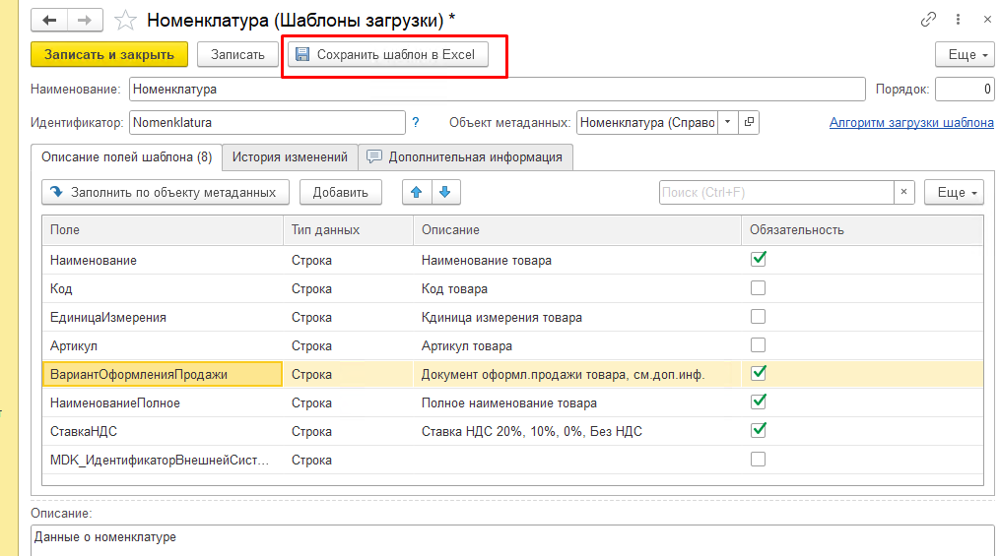 Номенклатура (Шаблоны загрузки) *
Записать и закрыть Записать Сохранить шаблон в Excel Еще
Наименование: Номенклатура Порядок: 0
Идентификатор: Nomenklatura ? Объект метаданных: Номенклатура (Справо Алгоритм загрузки шаблона
Описание полей шаблона (8) История изменений Дополнительная информация
Заполнить по объекту метаданных Добавить Поиск (Ctrl+F) × Еще
Поле Тип данных Описание Обязательность
Наименование Строка Наименование товара
Код Строка Код товара
ЕдиницаИзмерения Строка Кдиница измерения товара
Артикул Строка Артикул товара
ВариантОформленияПродажи Строка Документ оформл.продажи товара, см.доп.инф.
НаименованиеПолное Строка Полное наименование товара
СтавкаНДС Строка Ставка НДС 20%, 10%, 0%, Без НДС
MDK_ИдентификаторВнешнейСист... Строка
Описание:
Данные о номенклатуре